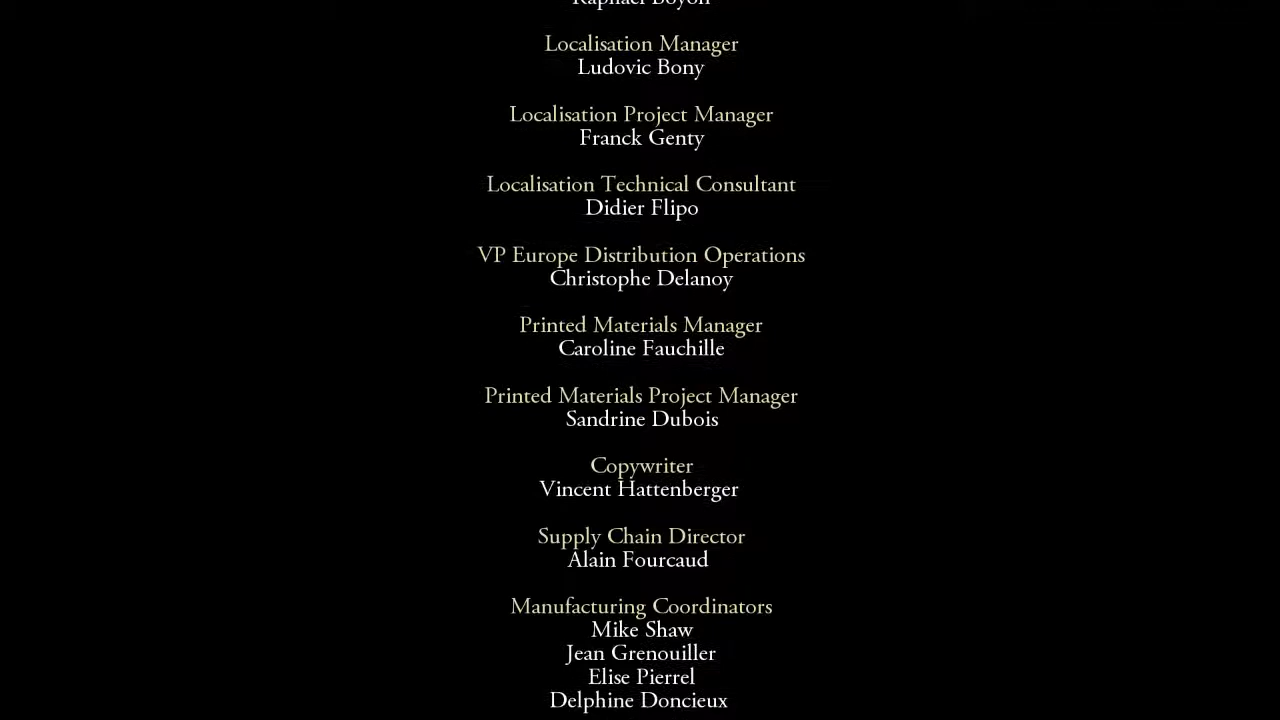 Raphael Boyon
Localisation Manager
Ludovic Bony
Localisation Project Manager
Franck Genty
Localisation Technical Consultant
Didier Flipo
VP Europe Distribution Operations
Christophe Delanoy
Printed Materials Manager
Caroline Fauchille
Printed Materials Project Manager
Sandrine Dubois
Copywriter
Vincent Hattenberger
Supply Chain Director
Alain Fourcaud
Manufacturing Coordinators
Mike Shaw
Jean Grenouiller
Elise Pierrel
Delphine Doncieux